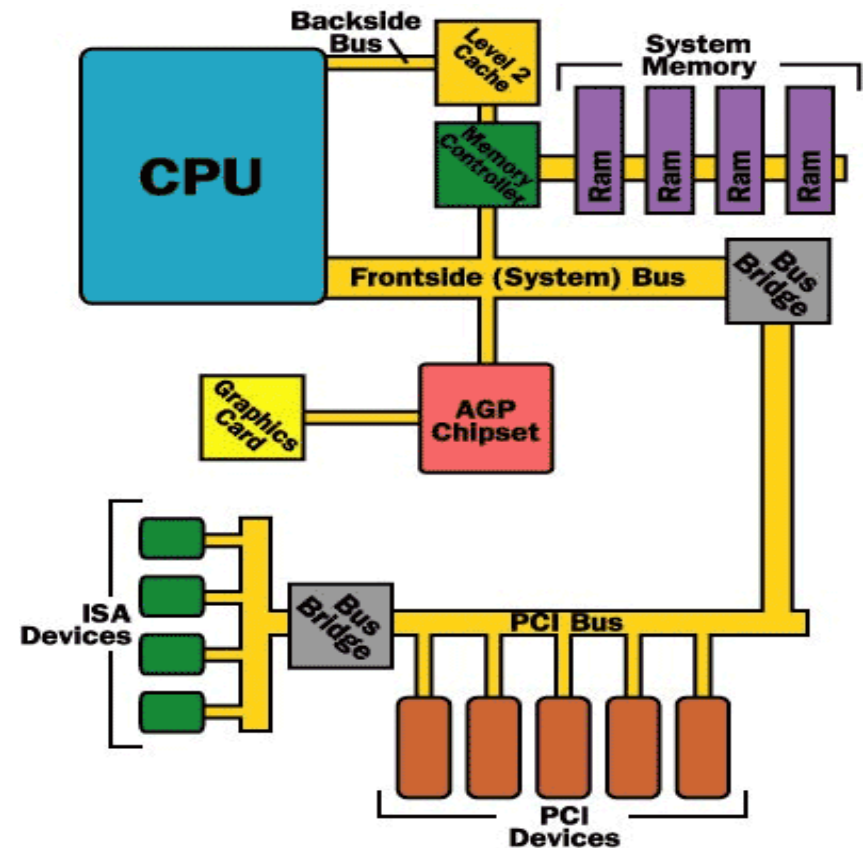 Backside
Bus
Level 2
Cache
System
Memory
CPU
Memory
Controller
Ram
Ram
Ram
Ram
Frontside (System) Bus
Bus
Bridge
Graphics
Card
AGP
Chipset
ISA
Devices
Bus
Bridge
PCI Bus
PCI
Devices